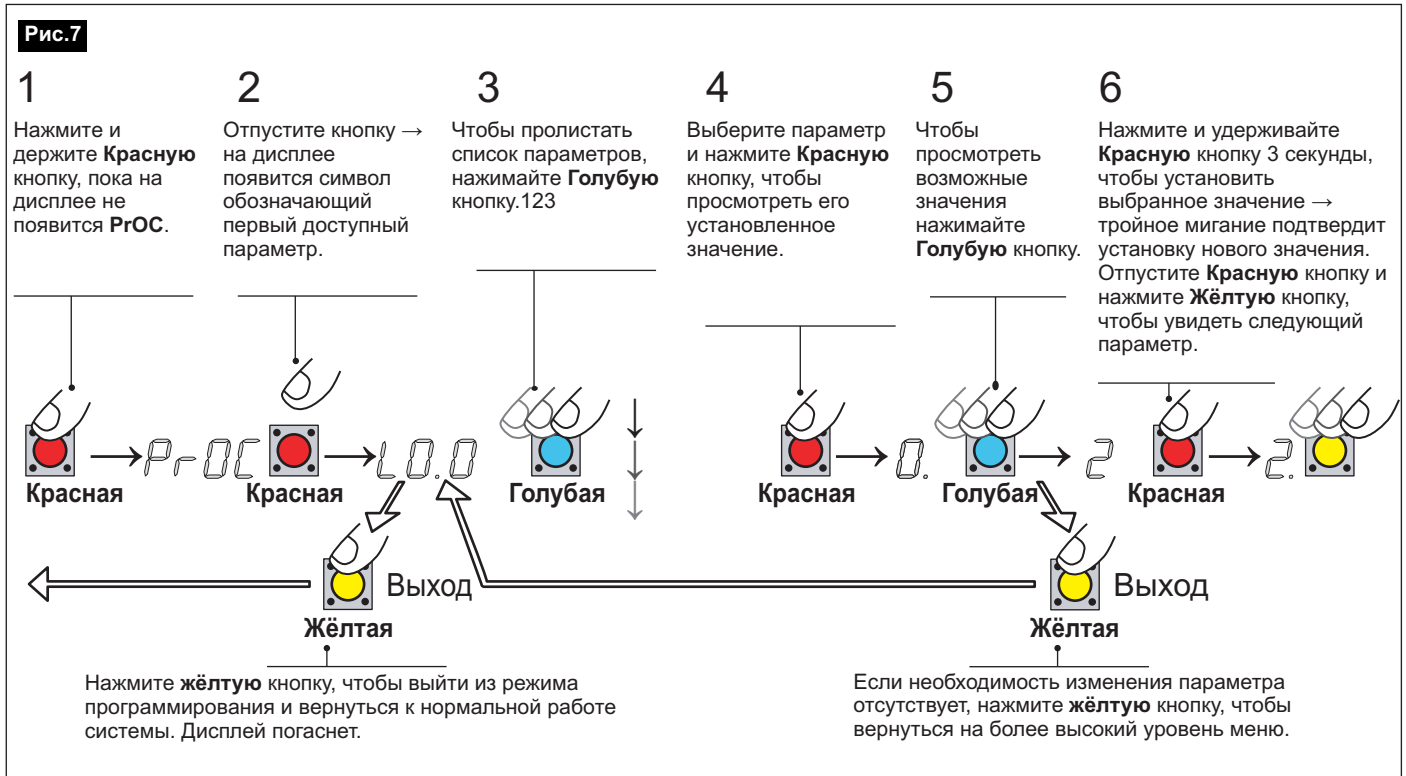 Рис.7
1
Нажмите и
держите Красную
кнопку, пока на
дисплее не
появится PrOC.
2
Отпустите кнопку →
на дисплее
появится символ
обозначающий
первый доступный
параметр.
3
Чтобы пролистать
список параметров,
нажимайте Голубую
кнопку.123
4
Выберите параметр
и нажмите Красную
кнопку, чтобы
просмотреть его
установленное
значение.
5
Чтобы
просмотреть
возможные
значения
нажимайте
Голубую кнопку.
6
Нажмите и удерживайте
Красную кнопку 3 секунды,
чтобы установить
выбранное значение →
тройное мигание подтвердит
установку нового значения.
Отпустите Красную кнопку и
нажмите Жёлтую кнопку,
чтобы увидеть следующий
параметр.
PrOC L0.0 0. 2 2.
Красная Красная Голубая Красная Голубая Красная
Выход
Жёлтая
Выход
Жёлтая
Нажмите жёлтую кнопку, чтобы выйти из режима
программирования и вернуться к нормальной работе
системы. Дисплей погаснет.
Если необходимость изменения параметра
отсутствует, нажмите жёлтую кнопку, чтобы
вернуться на более высокий уровень меню.